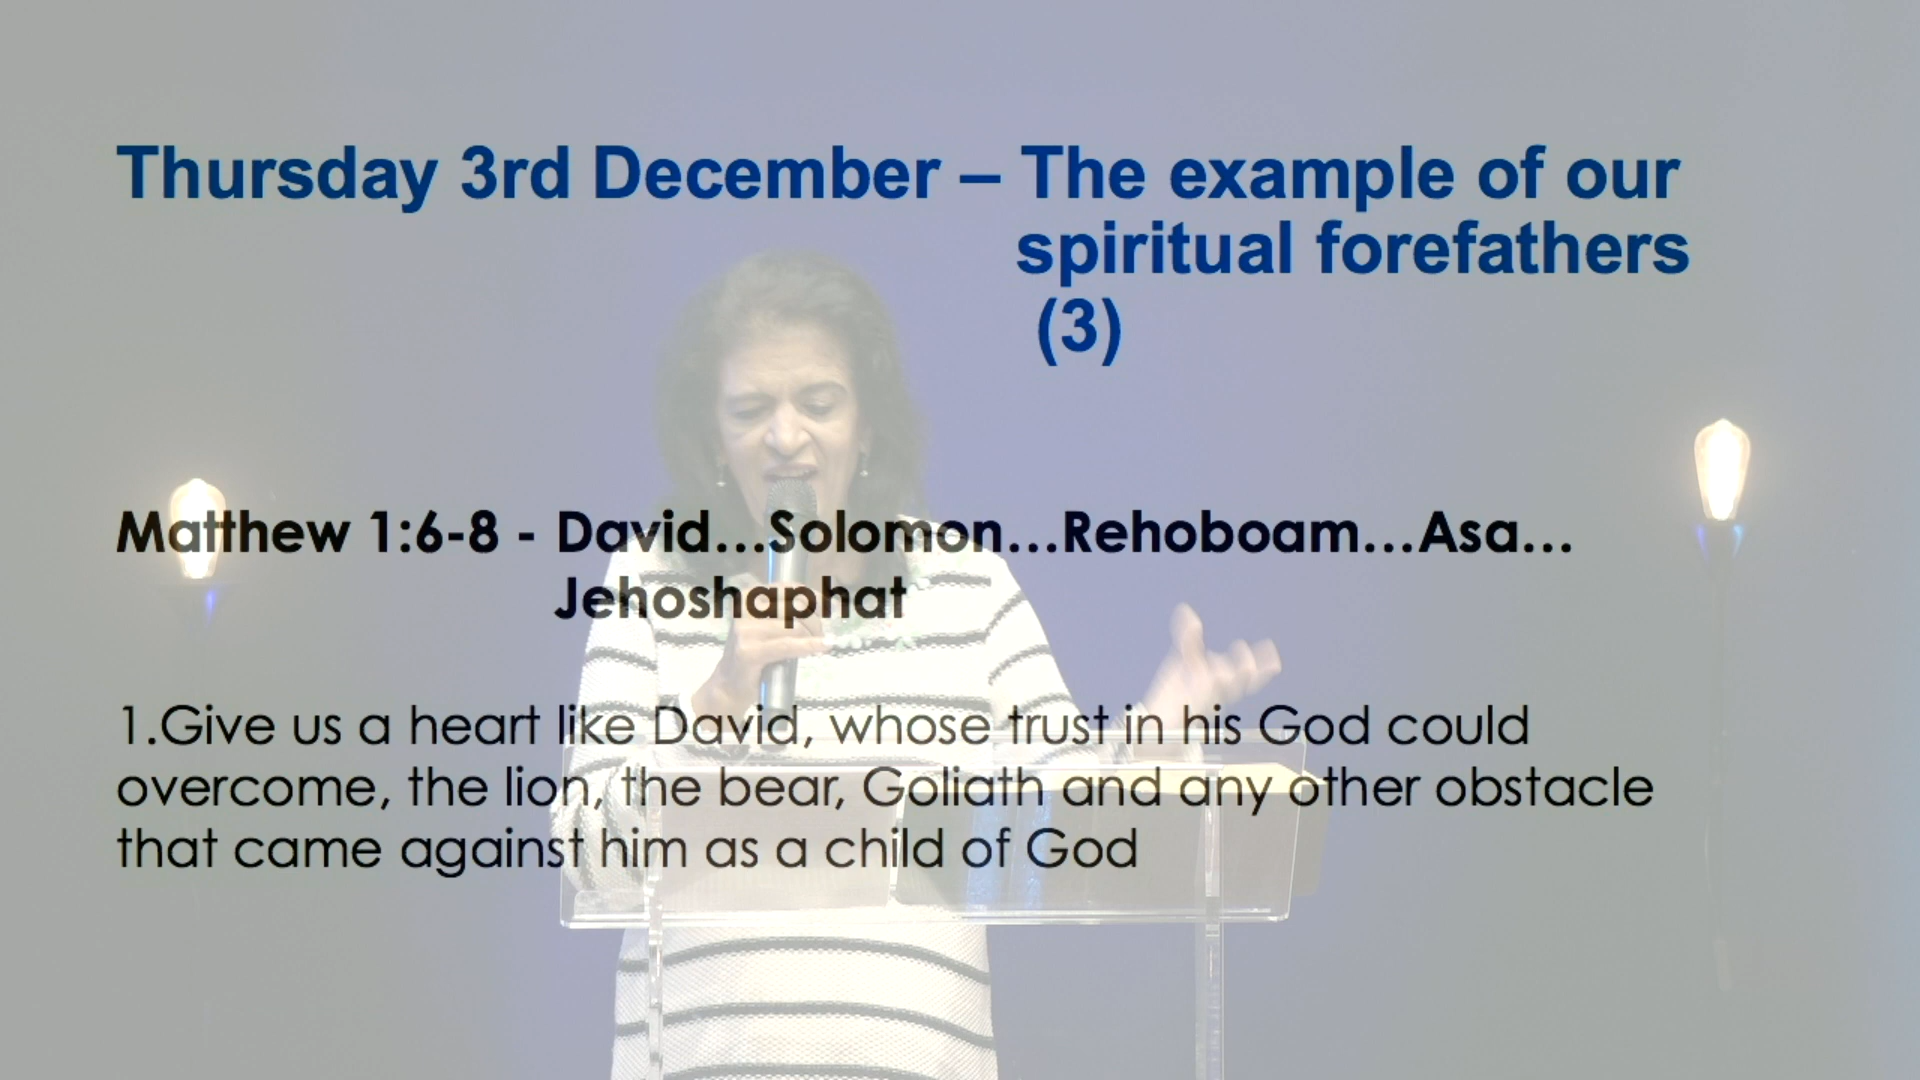 Thursday 3rd December – The example of our
spiritual forefathers
(3)
Matthew 1:6-8 - David...Solomon...Rehoboam...Asa...
Jehoshaphat
1.Give us a heart like David, whose trust in his God could
overcome, the lion, the bear, Goliath and any other obstacle
that came against him as a child of God